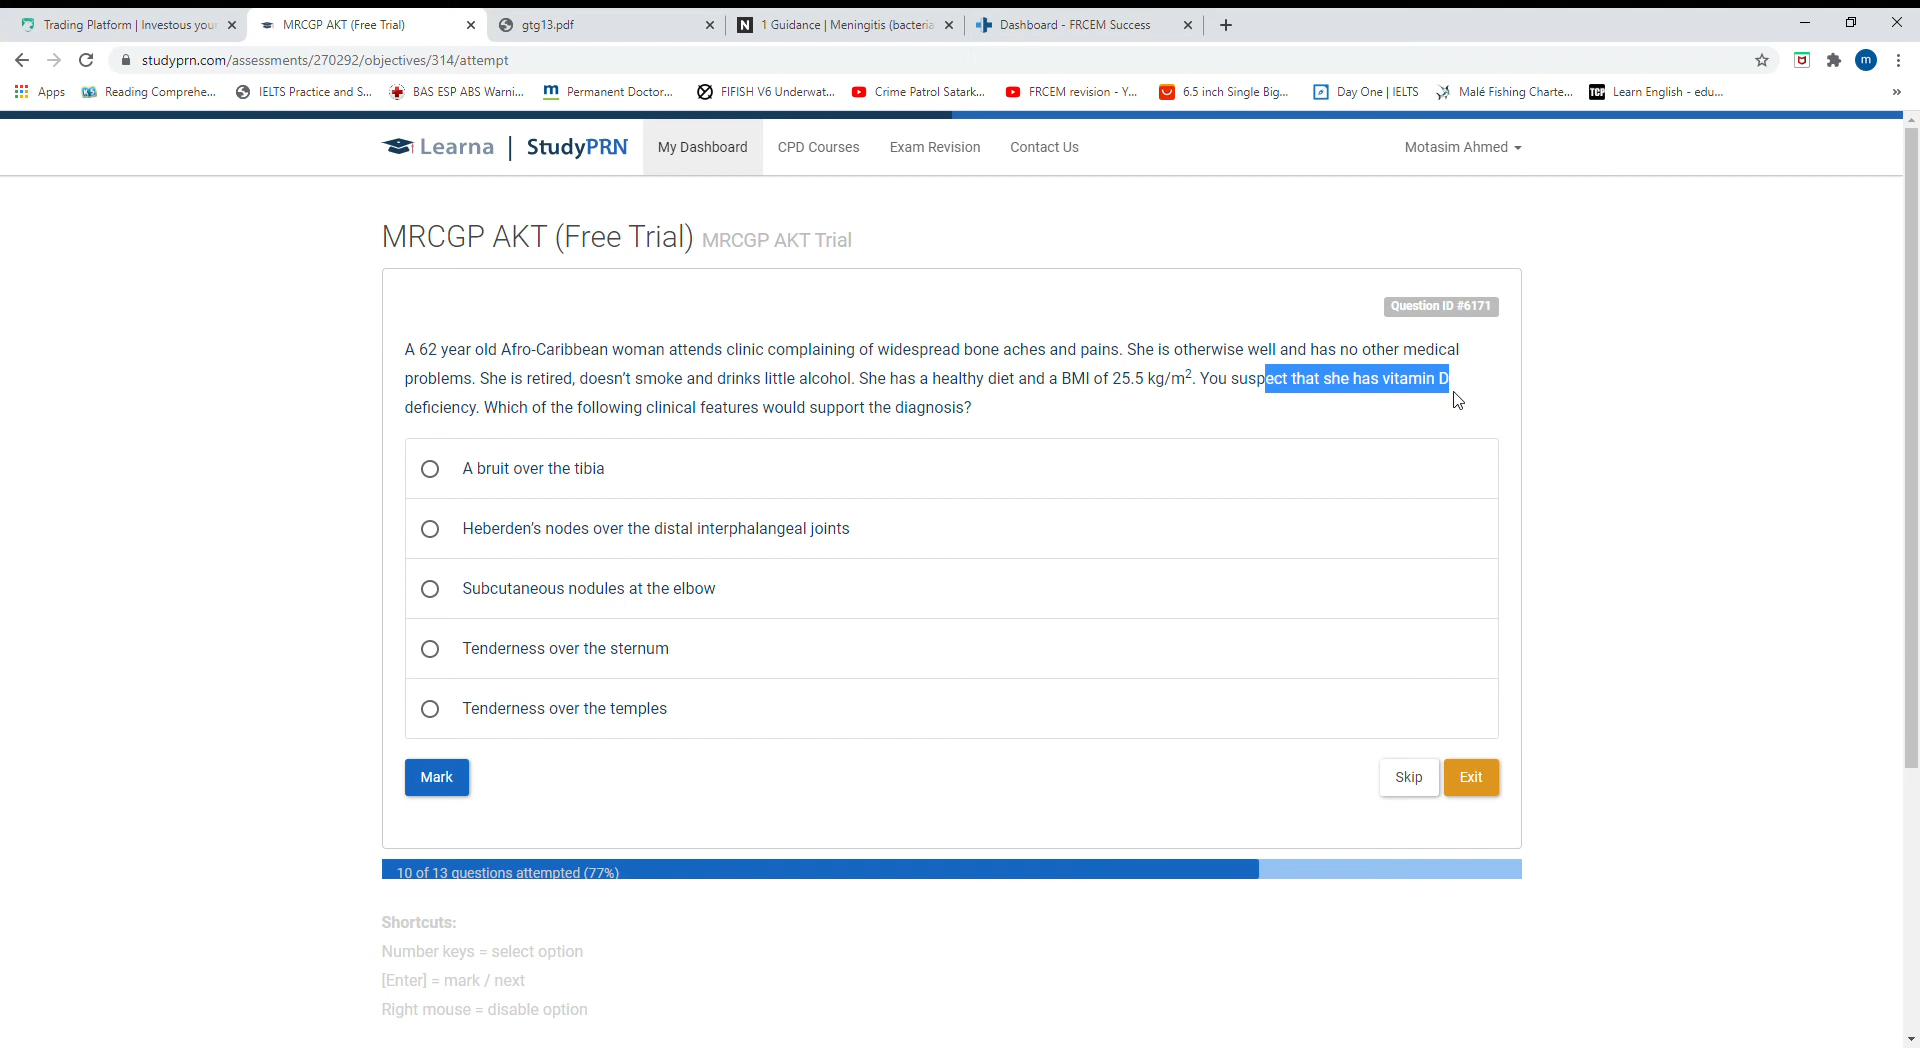 Trading Platform | Investous your
MRCGP AKT (Free Trial)
gtg13.pdf
1 Guidance | Meningitis (bacteria
Dashboard - FRCEM Success
studyprn.com/assessments/270292/objectives/314/attempt
m
Apps
Reading Comprehe...
IELTS Practice and S...
BAS ESP ABS Warni...
Permanent Doctor...
FIFISH V6 Underwat...
Crime Patrol Satark...
FRCEM revision - Y...
6.5 inch Single Big...
Day One | IELTS
Malé Fishing Charte...
TCP
Learn English - edu...
»
Learna | StudyPRN
My Dashboard
CPD Courses
Exam Revision
Contact Us
Motasim Ahmed
MRCGP AKT (Free Trial) MRCGP AKT Trial
Question ID #6171
A 62 year old Afro-Caribbean woman attends clinic complaining of widespread bone aches and pains. She is otherwise well and has no other medical
problems. She is retired, doesn't smoke and drinks little alcohol. She has a healthy diet and a BMI of 25.5 kg/m². You suspect that she has vitamin D
deficiency. Which of the following clinical features would support the diagnosis?
A bruit over the tibia
Heberden's nodes over the distal interphalangeal joints
Subcutaneous nodules at the elbow
Tenderness over the sternum
Tenderness over the temples
Mark
Skip
Exit
10 of 13 questions attempted (77%)
Shortcuts:
Number keys = select option
[Enter] = mark / next
Right mouse = disable option